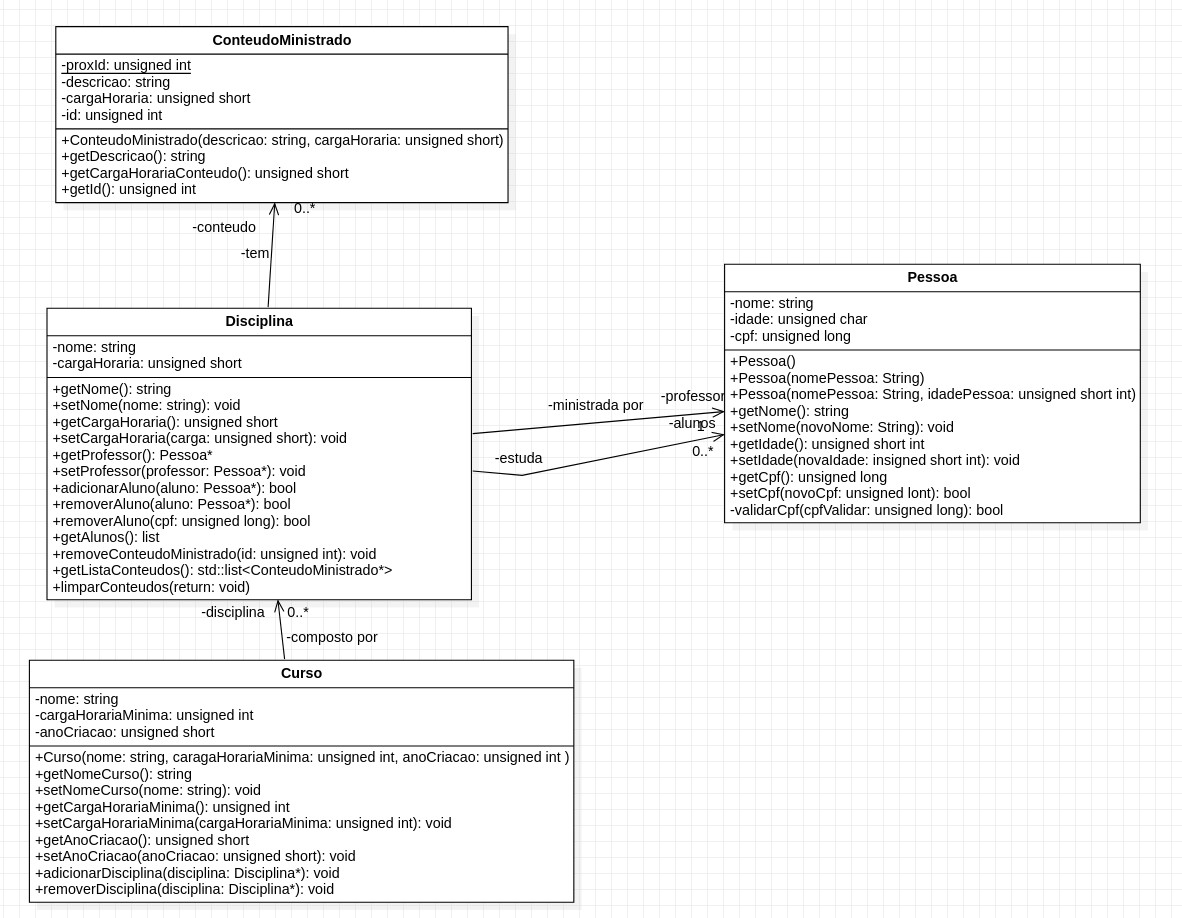 ConteudoMinistrado
-proxId: unsigned int
-descricao: string
-cargaHoraria: unsigned short
-id: unsigned int
+ConteudoMinistrado(descricao: string, cargaHoraria: unsigned short)
+getDescricao(): string
+getCargaHorariaConteudo(): unsigned short
+getId(): unsigned int
0..*
-conteudo
-tem
Disciplina
-nome: string
-cargaHoraria: unsigned short
+getNome(): string
+setNome(nome: string): void
+getCargaHoraria(): unsigned short
+setCargaHoraria(carga: unsigned short): void
+getProfessor(): Pessoa*
+setProfessor(professor: Pessoa*): void
+adicionarAluno(aluno: Pessoa*): bool
+removerAluno(aluno: Pessoa*): bool
+removerAluno(cpf: unsigned long): bool
+getAlunos(): list
+removeConteudoMinistrado(id: unsigned int): void
+getListaConteudos(): std::list<ConteudoMinistrado*>
+limparConteudos(return: void)
-ministrada por
-professor
1
-alunos
-estuda
0..*
Pessoa
-nome: string
-idade: unsigned char
-cpf: unsigned long
+Pessoa()
+Pessoa(nomePessoa: String)
+Pessoa(nomePessoa: String, idadePessoa: unsigned short int)
+getNome(): string
+setNome(novoNome: String): void
+getIdade(): unsigned short int
+setIdade(novaIdade: insigned short int): void
+getCpf(): unsigned long
+setCpf(novoCpf: unsigned lont): bool
-validarCpf(cpfValidar: unsigned long): bool
-disciplina
0..*
-composto por
Curso
-nome: string
-cargaHorariaMinima: unsigned int
-anoCriacao: unsigned short
+Curso(nome: string, caragaHorariaMinima: unsigned int, anoCriacao: unsigned int )
+getNomeCurso(): string
+setNomeCurso(nome: string): void
+getCargaHorariaMinima(): unsigned int
+setCargaHorariaMinima(cargaHorariaMinima: unsigned int): void
+getAnoCriacao(): unsigned short
+setAnoCriacao(anoCriacao: unsigned short): void
+adicionarDisciplina(disciplina: Disciplina*): void
+removerDisciplina(disciplina: Disciplina*): void